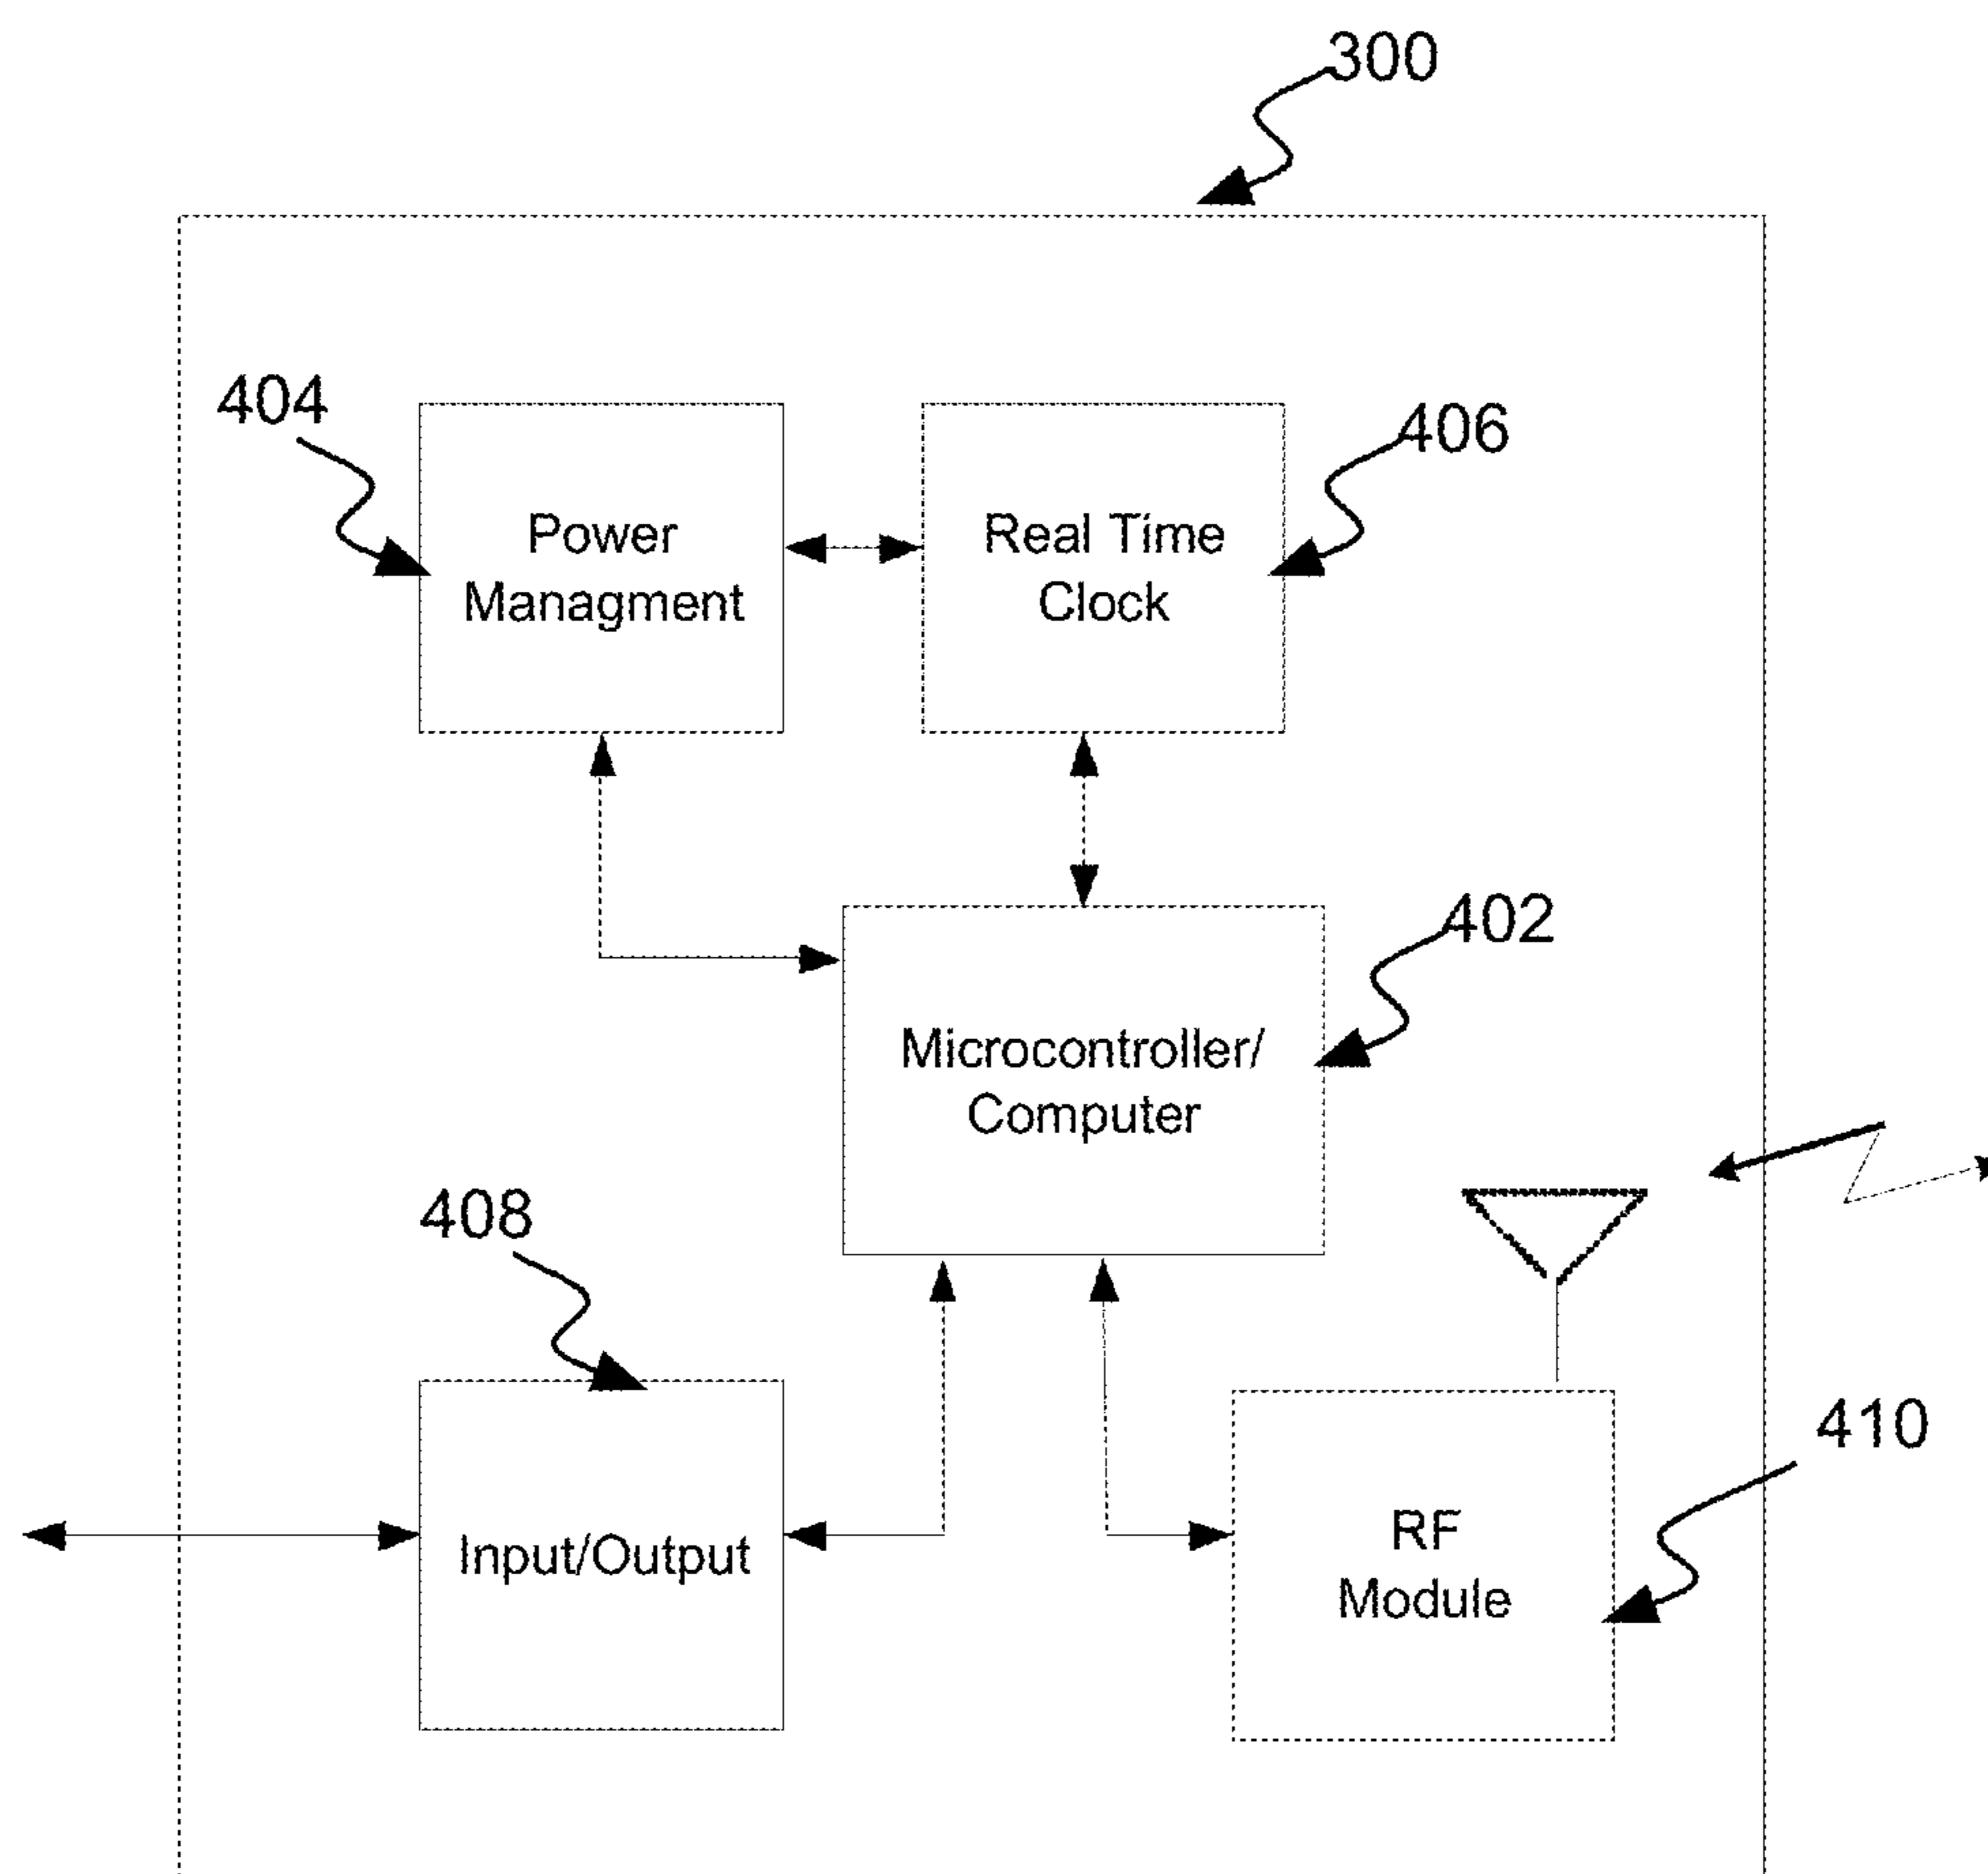 300
404
Power
Managment
Real Time
Clock
406
402
Microcontroller/
Computer
408
Input/Output
RF
Module
410